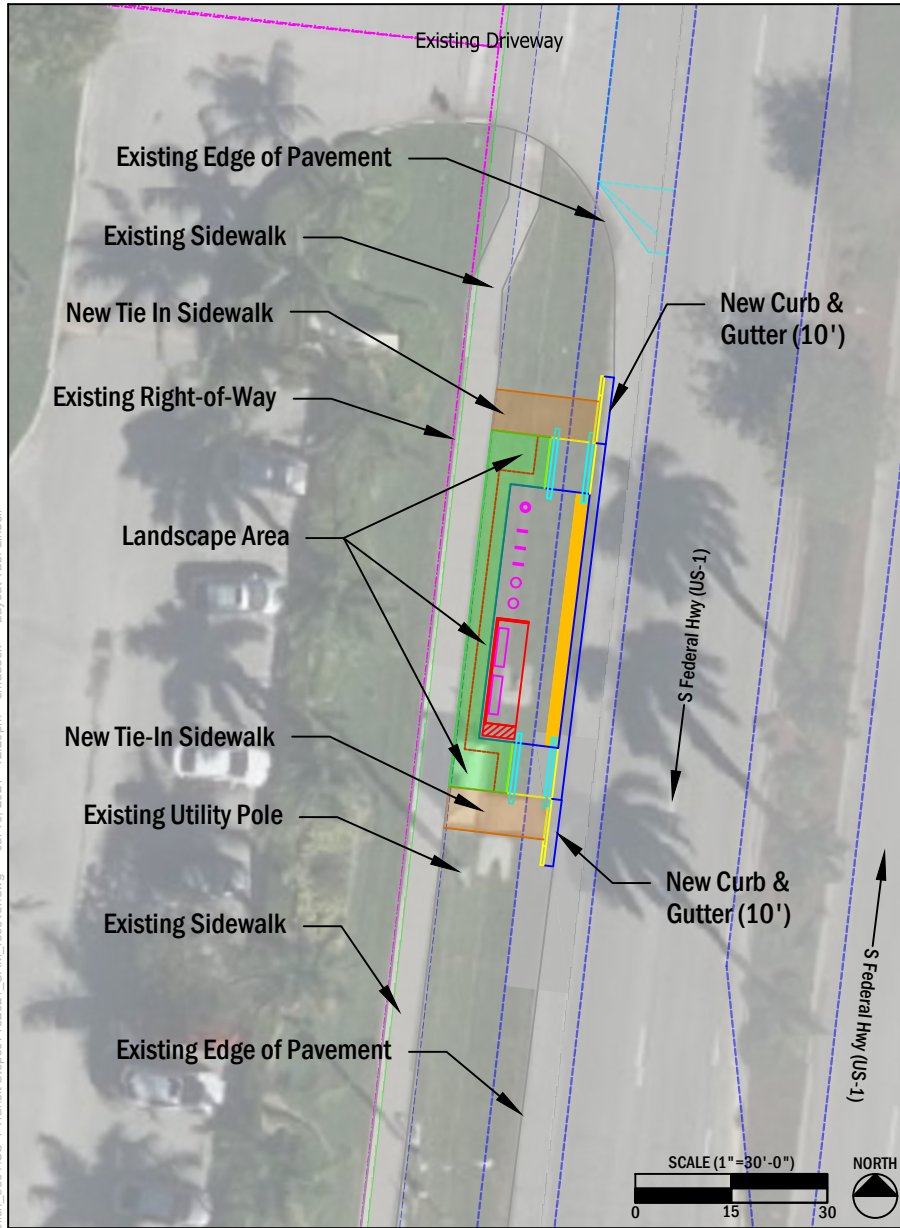 Existing Driveway
Existing Edge of Pavement
Existing Sidewalk
New Tie In Sidewalk
Existing Right-of-Way
New Curb &
Gutter (10')
Landscape Area
S Federal Hwy (US-1)
New Tie-In Sidewalk
Existing Utility Pole
New Curb &
Gutter (10')
Existing Sidewalk
S Federal Hwy (US-1)
Existing Edge of Pavement
SCALE (1"=30'-0")
NORTH
0 15 30